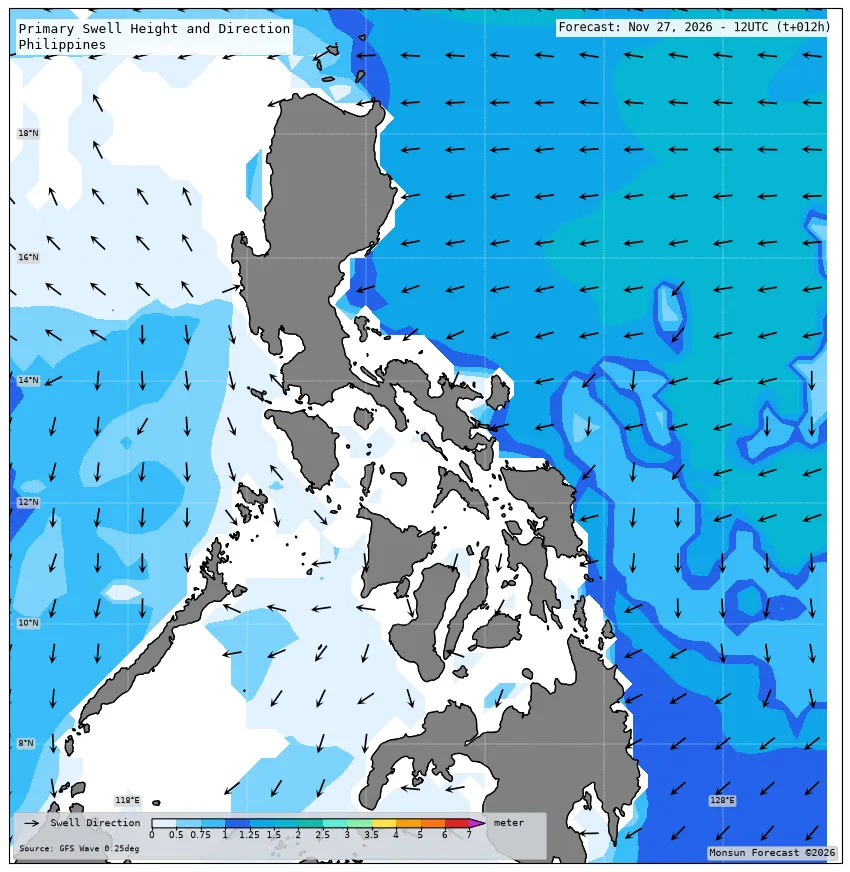 Primary Swell Height and Direction
Philippines
Forecast: Nov 27, 2026 - 12UTC (t+012h)
18°N
16°N
14°N
12°N
10°N
8°N
118°E
128°E
Swell Direction
0 0.5 0.75 1 1.25 1.5 2 2.5 3 3.5 4 5 6 7 meter
Source: GFS Wave 0.25deg
Monsun Forecast ©2026